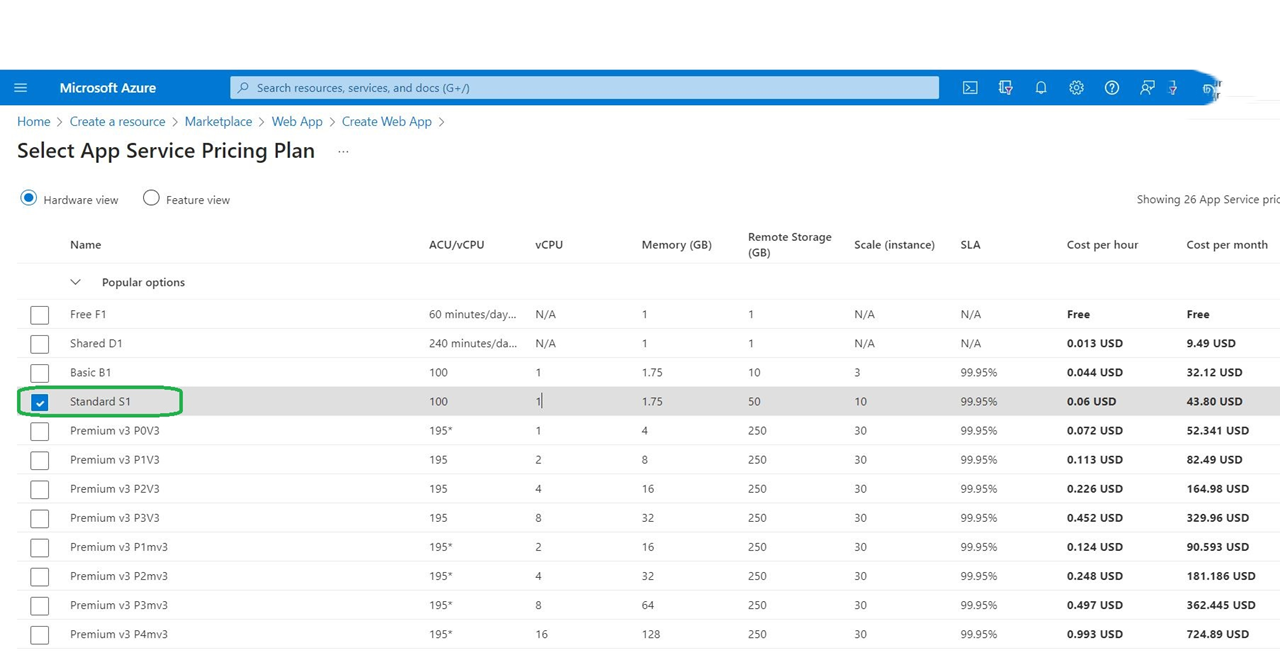 Microsoft Azure
Search resources, services, and docs (G+/)
Home > Create a resource > Marketplace > Web App > Create Web App >
Select App Service Pricing Plan ...
Hardware view Feature view
Showing 26 App Service
Name ACU/vCPU vCPU Memory (GB) Remote Storage (GB) Scale (instance) SLA Cost per hour Cost per month
Popular options
Free F1 60 minutes/day... N/A 1 1 N/A N/A Free Free
Shared D1 240 minutes/da... N/A 1 1 N/A N/A 0.013 USD 9.49 USD
Basic B1 100 1 1.75 10 3 99.95% 0.044 USD 32.12 USD
Standard S1 100 1 1.75 50 10 99.95% 0.06 USD 43.80 USD
Premium v3 P0V3 195* 1 4 250 30 99.95% 0.072 USD 52.341 USD
Premium v3 P1V3 195 2 8 250 30 99.95% 0.113 USD 82.49 USD
Premium v3 P2V3 195 4 16 250 30 99.95% 0.226 USD 164.98 USD
Premium v3 P3V3 195 8 32 250 30 99.95% 0.452 USD 329.96 USD
Premium v3 P1mv3 195* 2 16 250 30 99.95% 0.124 USD 90.593 USD
Premium v3 P2mv3 195* 4 32 250 30 99.95% 0.248 USD 181.186 USD
Premium v3 P3mv3 195* 8 64 250 30 99.95% 0.497 USD 362.445 USD
Premium v3 P4mv3 195* 16 128 250 30 99.95% 0.993 USD 724.89 USD